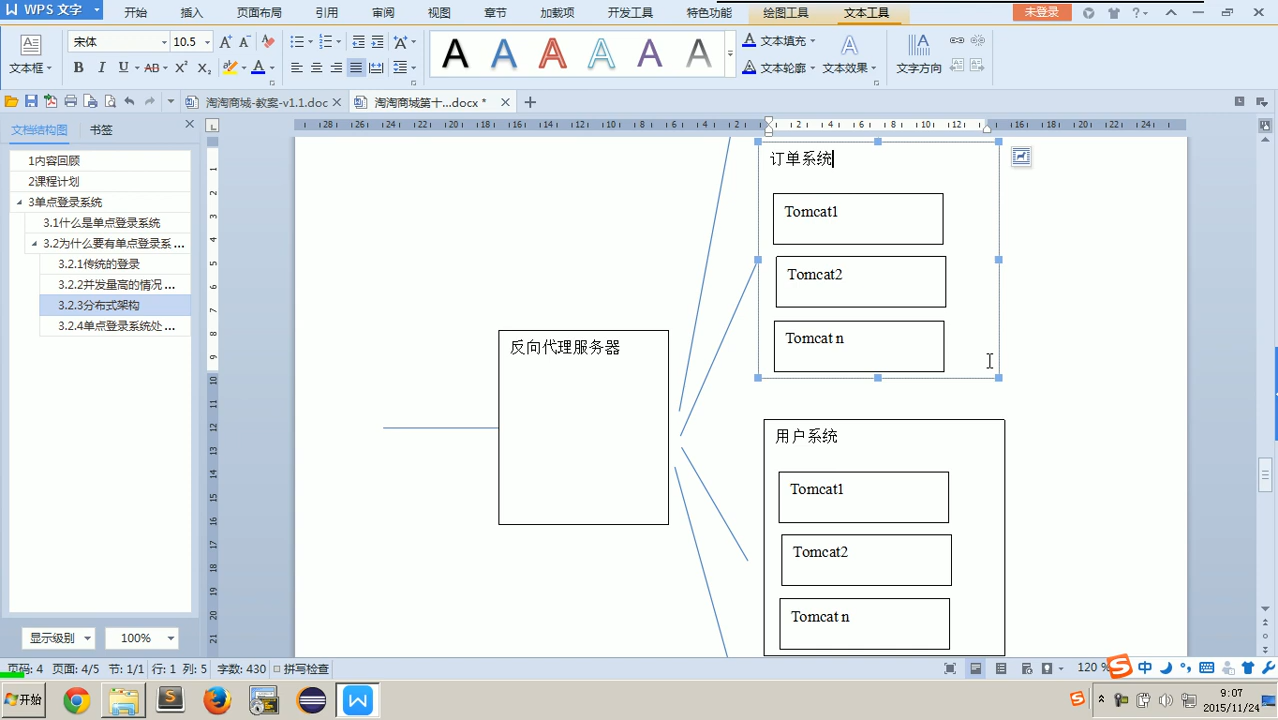 WPS 文字
开始 插入 页面布局 引用 审阅 视图 章节 加载项 开发工具 特色功能 绘图工具 文本工具 未登录
宋体 10.5
文本填充
文本框 文本轮廓 文本效果 文字方向
淘淘商城-教案-v1.1.doc 淘淘商城第十...docx *
文档结构图 书签
1内容回顾
2课程计划
3单点登录系统
3.1什么是单点登录系统
3.2为什么要有单点登录系 ...
3.2.1传统的登录
3.2.2并发量高的情况 ...
3.2.3分布式架构
3.2.4单点登录系统处 ...
显示级别 100%
订单系统
Tomcat1
Tomcat2
Tomcat n
反向代理服务器
用户系统
Tomcat1
Tomcat2
Tomcat n
页码: 4 页面: 4/5 节: 1/1 行: 1 列: 5 字数: 430 拼写检查 120 % 中
开始 9:07
2015/11/24